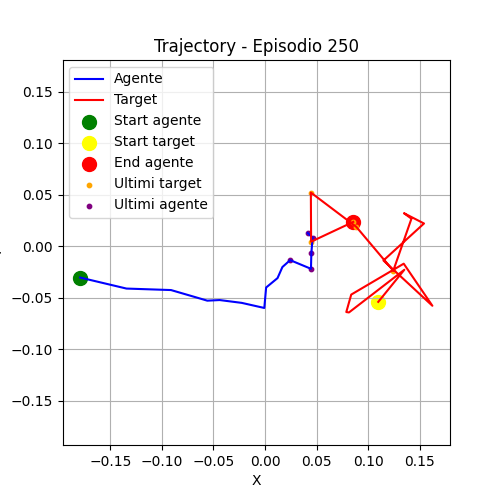 Trajectory - Episodio 250
Agente
Target
Start agente
Start target
End agente
Ultimi target
Ultimi agente
0.15
0.10
0.05
0.00
−0.05
−0.10
−0.15
−0.15
−0.10
−0.05
0.00
0.05
0.10
0.15
X